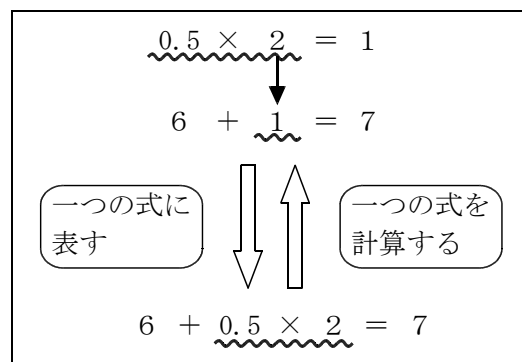 0.5 × 2 = 1
6 + 1 = 7
一つの式に
表す
一つの式を
計算する
6 + 0.5 × 2 = 7